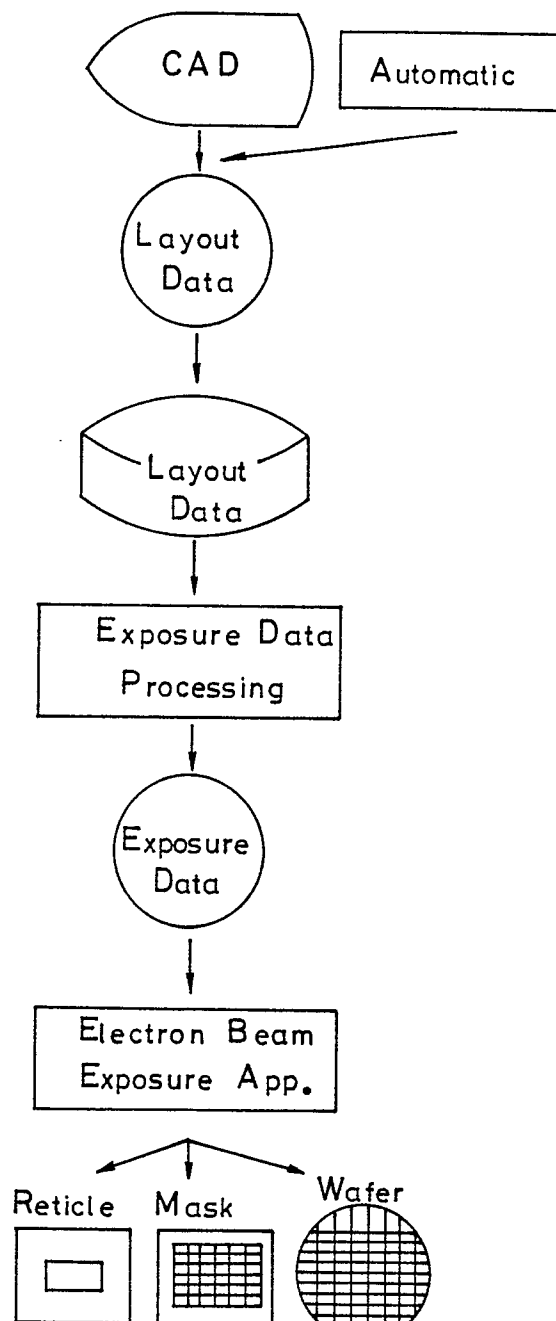 CAD
Automatic
Layout
Data
Layout
Data
Exposure Data
Processing
Exposure
Data
Electron Beam
Exposure App.
Reticle
Mask
Wafer